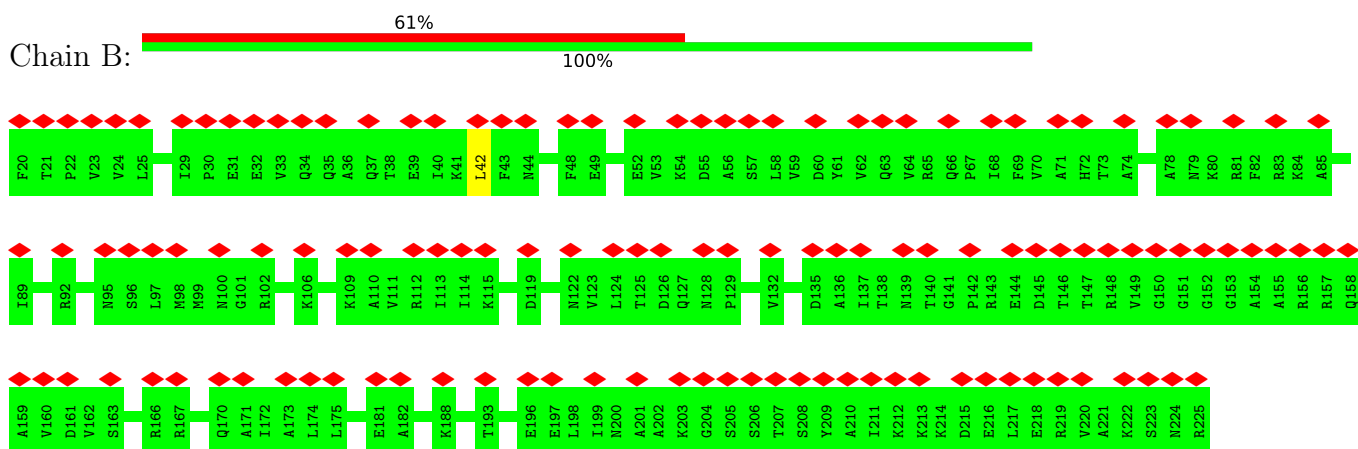 61%
Chain B:
100%
F20 T21 P22 V23 V24 L25 I29 P30 E31 E32 V33 Q34 Q35 A36 Q37 T38 E39 I40 K41 L42 F43 N44 F48 E49 E52 V53 K54 D55 A56 S57 L58 V59 D60 Y61 V62 Q63 V64 R65 Q66 P67 I68 F69 V70 A71 H72 T73 A74 A78 N79 K80 R81 F82 R83 K84 A85
I89 R92 N95 S96 L97 M98 M99 N100 G101 R102 K106 K109 A110 V111 R112 I113 I114 K115 D119 N122 V123 L124 T125 D126 Q127 N128 P129 V132 D135 A136 I137 T138 N139 T140 G141 P142 R143 E144 D145 T146 T147 R148 V149 G150 G151 G152 G153 A154 A155 R156 R157 Q158
A159 V160 D161 V162 S163 R166 R167 Q170 A171 I172 A173 L174 L175 E181 A182 K188 T193 E196 E197 L198 I199 N200 A201 A202 K203 G204 S205 S206 T207 S208 Y209 A210 I211 K212 K213 K214 D215 E216 L217 E218 R219 V220 A221 K222 S223 N224 R225